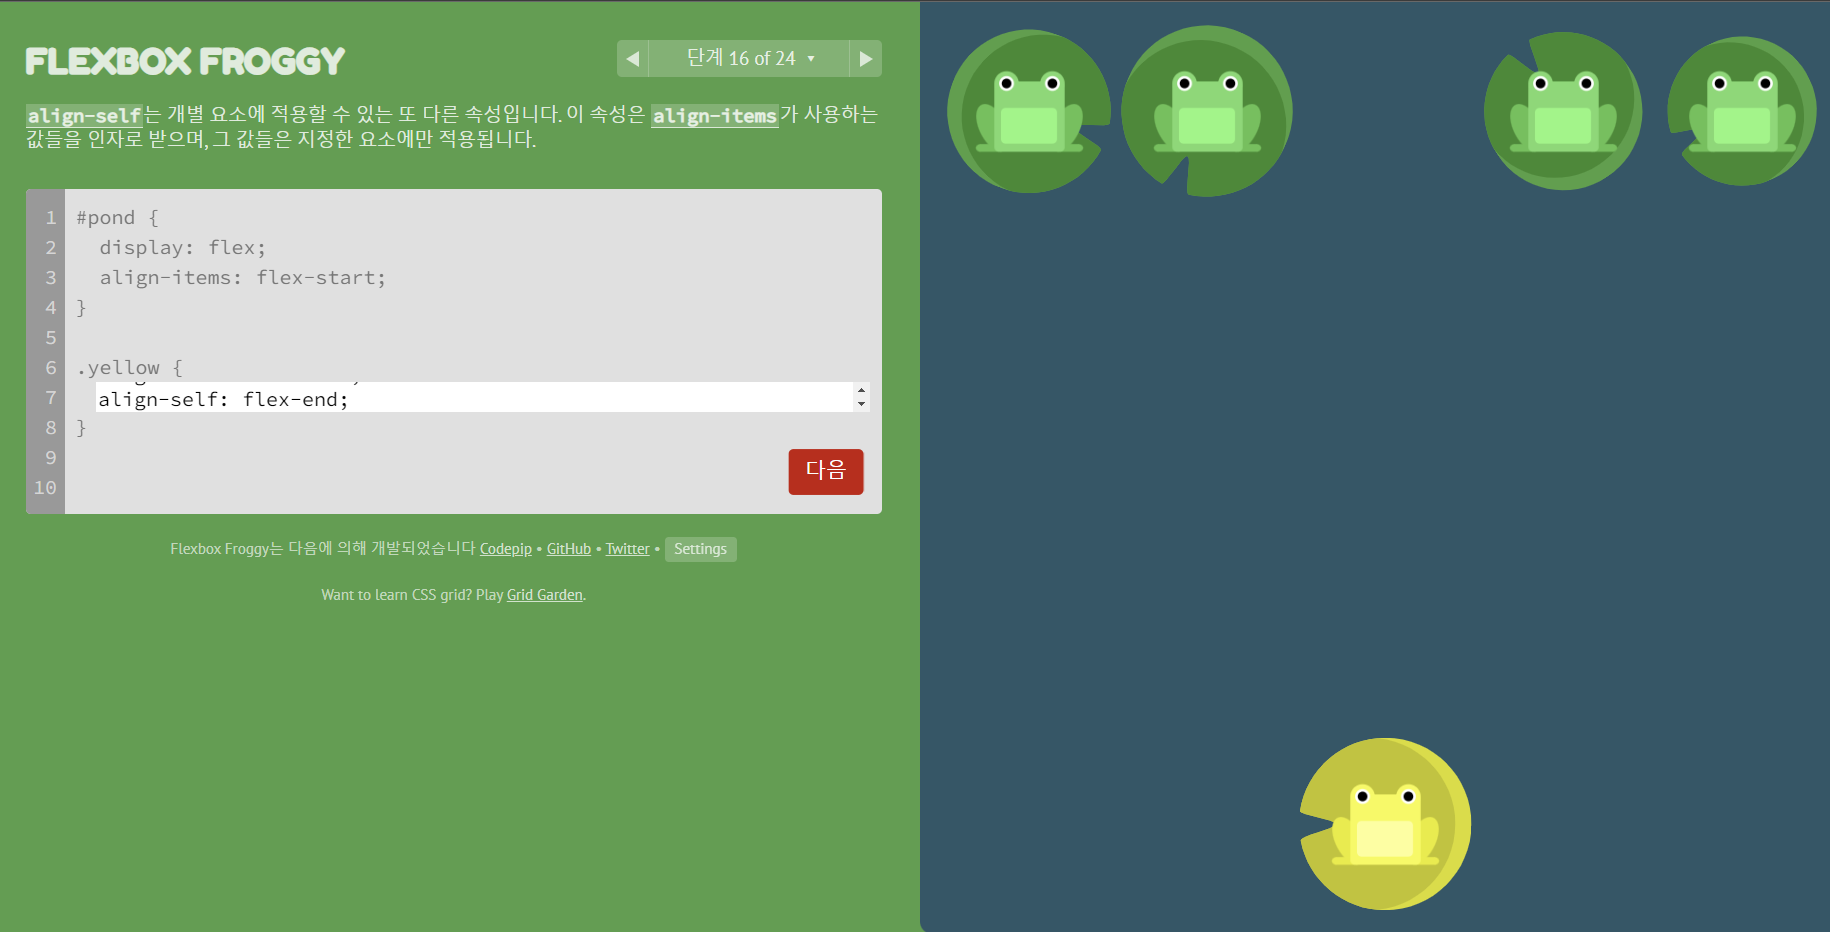 FLEXBOX FROGGY
◀ 단계 16 of 24 ▾ ▶
align-self는 개별 요소에 적용할 수 있는 또 다른 속성입니다. 이 속성은 align-items가 사용하는
값들을 인자로 받으며, 그 값들은 지정한 요소에만 적용됩니다.
1 #pond {
2 display: flex;
3 align-items: flex-start;
4 }
5
6 .yellow {
7 align-self: flex-end;
8 }
9
10
다음
Flexbox Froggy는 다음에 의해 개발되었습니다 Codepip • GitHub • Twitter • Settings
Want to learn CSS grid? Play Grid Garden.